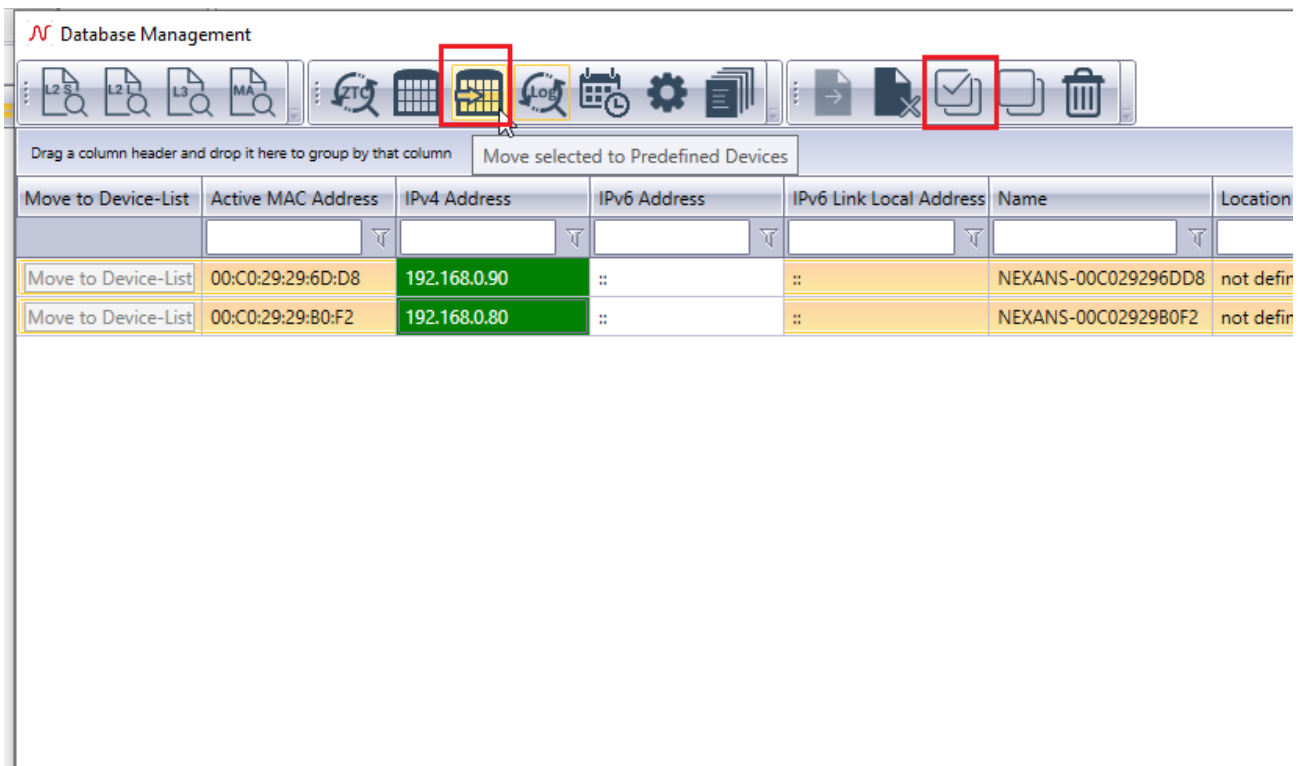 Database Management
L2 S L2 L L3 MA ZTC Log
Drag a column header and drop it here to group by that column
Move selected to Predefined Devices
Move to Device-List Active MAC Address IPv4 Address IPv6 Address IPv6 Link Local Address Name Location
Move to Device-List 00:C0:29:29:6D:D8 192.168.0.90 :: :: NEXANS-00C029296DD8 not defin
Move to Device-List 00:C0:29:29:B0:F2 192.168.0.80 :: :: NEXANS-00C02929B0F2 not defin